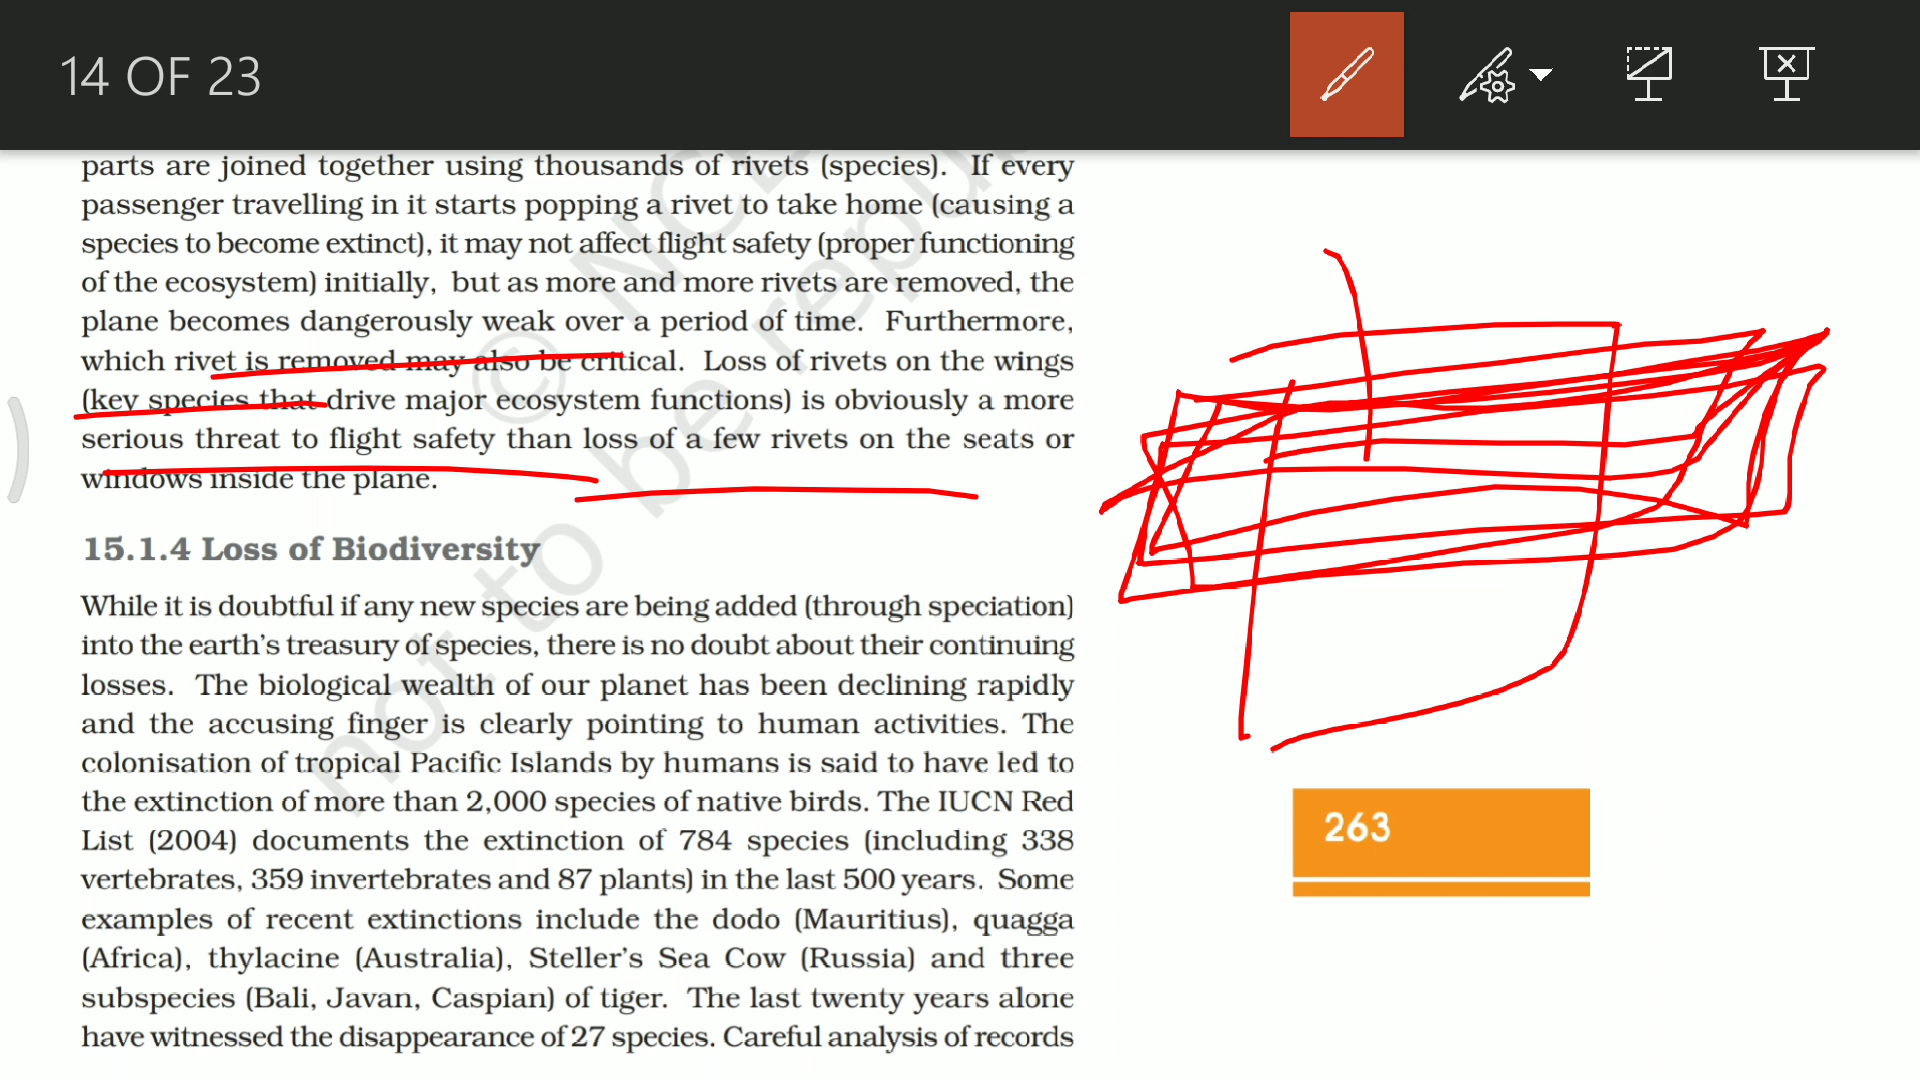 14 OF 23
parts are joined together using thousands of rivets (species).  If every
passenger travelling in it starts popping a rivet to take home (causing a
species to become extinct), it may not affect flight safety (proper functioning
of the ecosystem) initially,  but as more and more rivets are removed, the
plane becomes dangerously weak over a period of time.  Furthermore,
which rivet is removed may also be critical.  Loss of rivets on the wings
(key species that drive major ecosystem functions) is obviously a more
serious threat to flight safety than loss of a few rivets on the seats or
windows inside the plane.
15.1.4 Loss of Biodiversity
While it is doubtful if any new species are being added (through speciation)
into the earth's treasury of species, there is no doubt about their continuing
losses.  The biological wealth of our planet has been declining rapidly
and the accusing finger is clearly pointing to human activities. The
colonisation of tropical Pacific Islands by humans is said to have led to
the extinction of more than 2,000 species of native birds. The IUCN Red
List (2004) documents the extinction of 784 species (including 338
vertebrates, 359 invertebrates and 87 plants) in the last 500 years.  Some
examples of recent extinctions include the dodo (Mauritius), quagga
(Africa), thylacine (Australia), Steller's Sea Cow (Russia) and three
subspecies (Bali, Javan, Caspian) of tiger.  The last twenty years alone
have witnessed the disappearance of 27 species. Careful analysis of records
263
© NCE
not to be repu